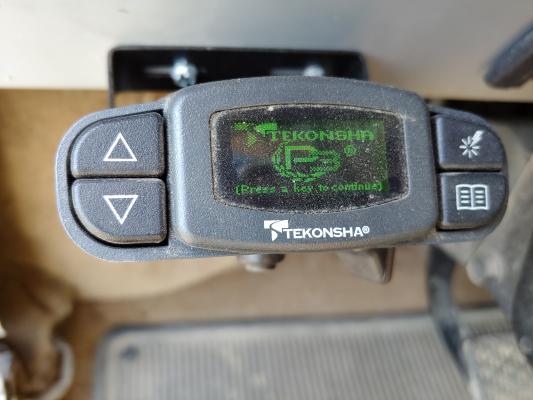 TEKONSHA
P3®
(Press a key to continue)
TEKONSHA®